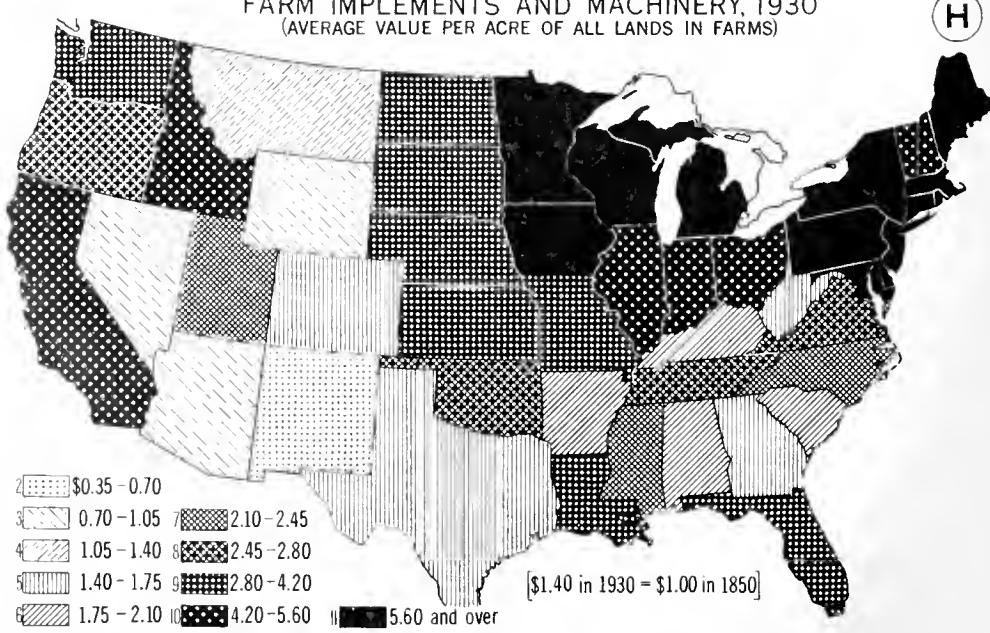 FARM IMPLEMENTS AND MACHINERY, 1930
(AVERAGE VALUE PER ACRE OF ALL LANDS IN FARMS)
H
2 $0.35 - 0.70
3 0.70 - 1.05
4 1.05 - 1.40
5 1.40 - 1.75
6 1.75 - 2.10
7 2.10 - 2.45
8 2.45 - 2.80
9 2.80 - 4.20
10 4.20 - 5.60
11 5.60 and over
[$1.40 in 1930 = $1.00 in 1850]